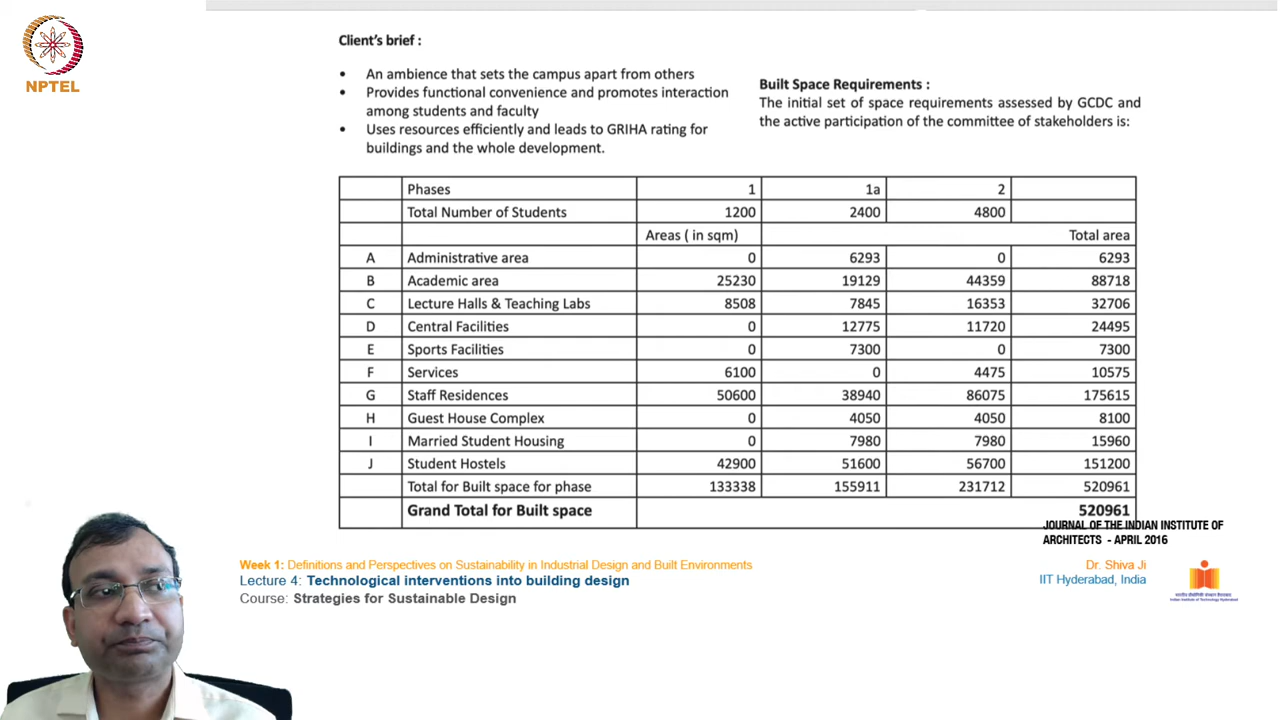 NPTEL
Client's brief :
• An ambience that sets the campus apart from others
• Provides functional convenience and promotes interaction
among students and faculty
• Uses resources efficiently and leads to GRIHA rating for
buildings and the whole development.
Built Space Requirements :
The initial set of space requirements assessed by GCDC and
the active participation of the committee of stakeholders is:
Phases 1 1a 2
Total Number of Students 1200 2400 4800
Areas ( in sqm) Total area
A Administrative area 0 6293 0 6293
B Academic area 25230 19129 44359 88718
C Lecture Halls & Teaching Labs 8508 7845 16353 32706
D Central Facilities 0 12775 11720 24495
E Sports Facilities 0 7300 0 7300
F Services 6100 0 4475 10575
G Staff Residences 50600 38940 86075 175615
H Guest House Complex 0 4050 4050 8100
I Married Student Housing 0 7980 7980 15960
J Student Hostels 42900 51600 56700 151200
Total for Built space for phase 133338 155911 231712 520961
Grand Total for Built space 520961
JOURNAL OF THE INDIAN INSTITUTE OF
ARCHITECTS - APRIL 2016
Week 1: Definitions and Perspectives on Sustainability in Industrial Design and Built Environments
Lecture 4: Technological interventions into building design
Course: Strategies for Sustainable Design
Dr. Shiva Ji
IIT Hyderabad, India
Indian Institute of Technology Hyderabad